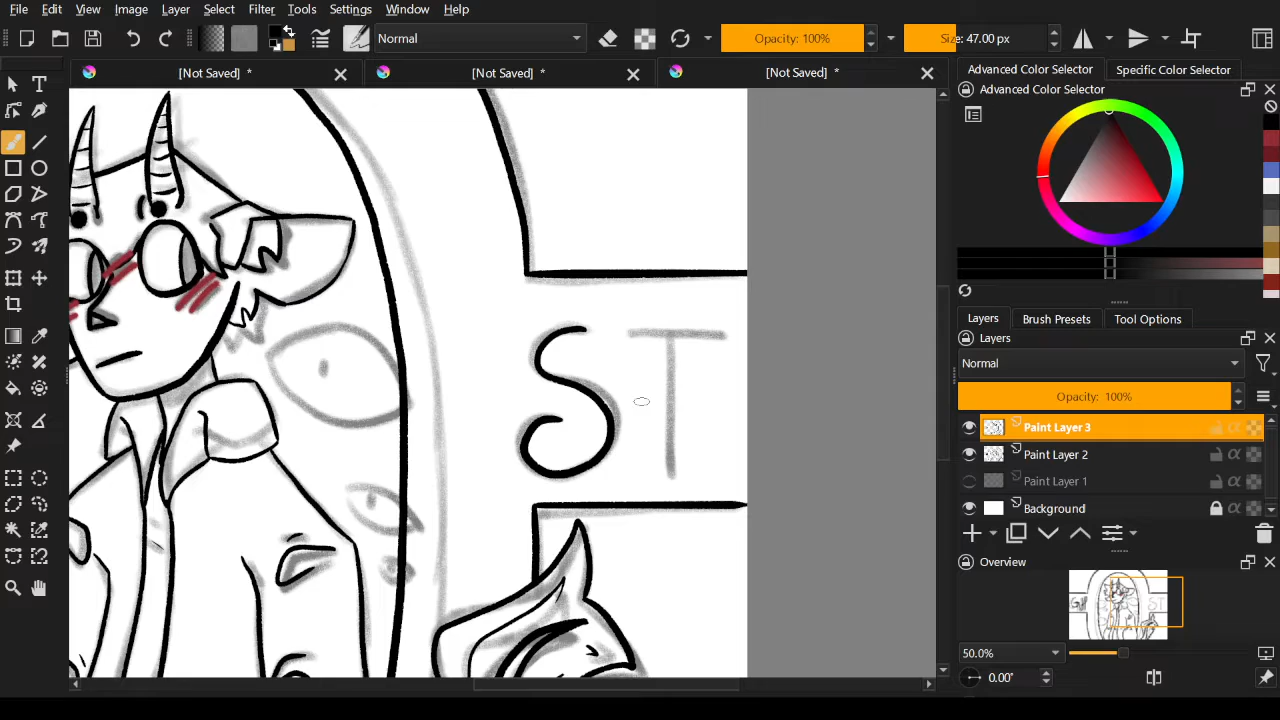 File Edit View Image Layer Select Filter Tools Settings Window Help
Normal Opacity: 100% Size: 47.00 px
[Not Saved] * [Not Saved] * [Not Saved] *
Advanced Color Selector Specific Color Selector
Advanced Color Selector
ST
Layers Brush Presets Tool Options
Layers
Normal
Opacity: 100%
Paint Layer 3
Paint Layer 2
Paint Layer 1
Background
Overview
50.0%
0.00°